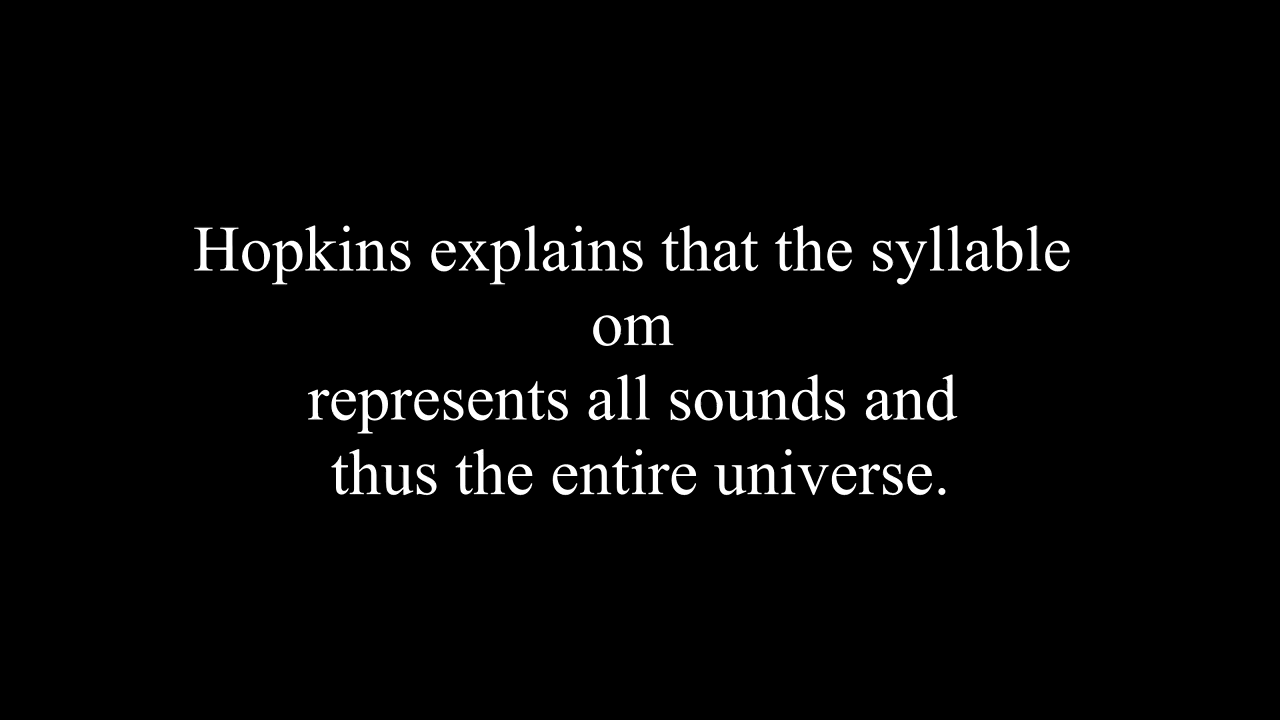 Hopkins explains that the syllable
om
represents all sounds and
thus the entire universe.